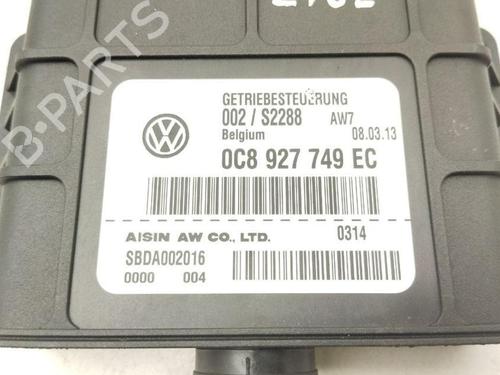 GETRIEBESTEUERUNG
002 / S2288 AW7
Belgium 08.03.13
0C8 927 749 EC
AISIN AW CO., LTD. 0314
SBDA002016
0000 004